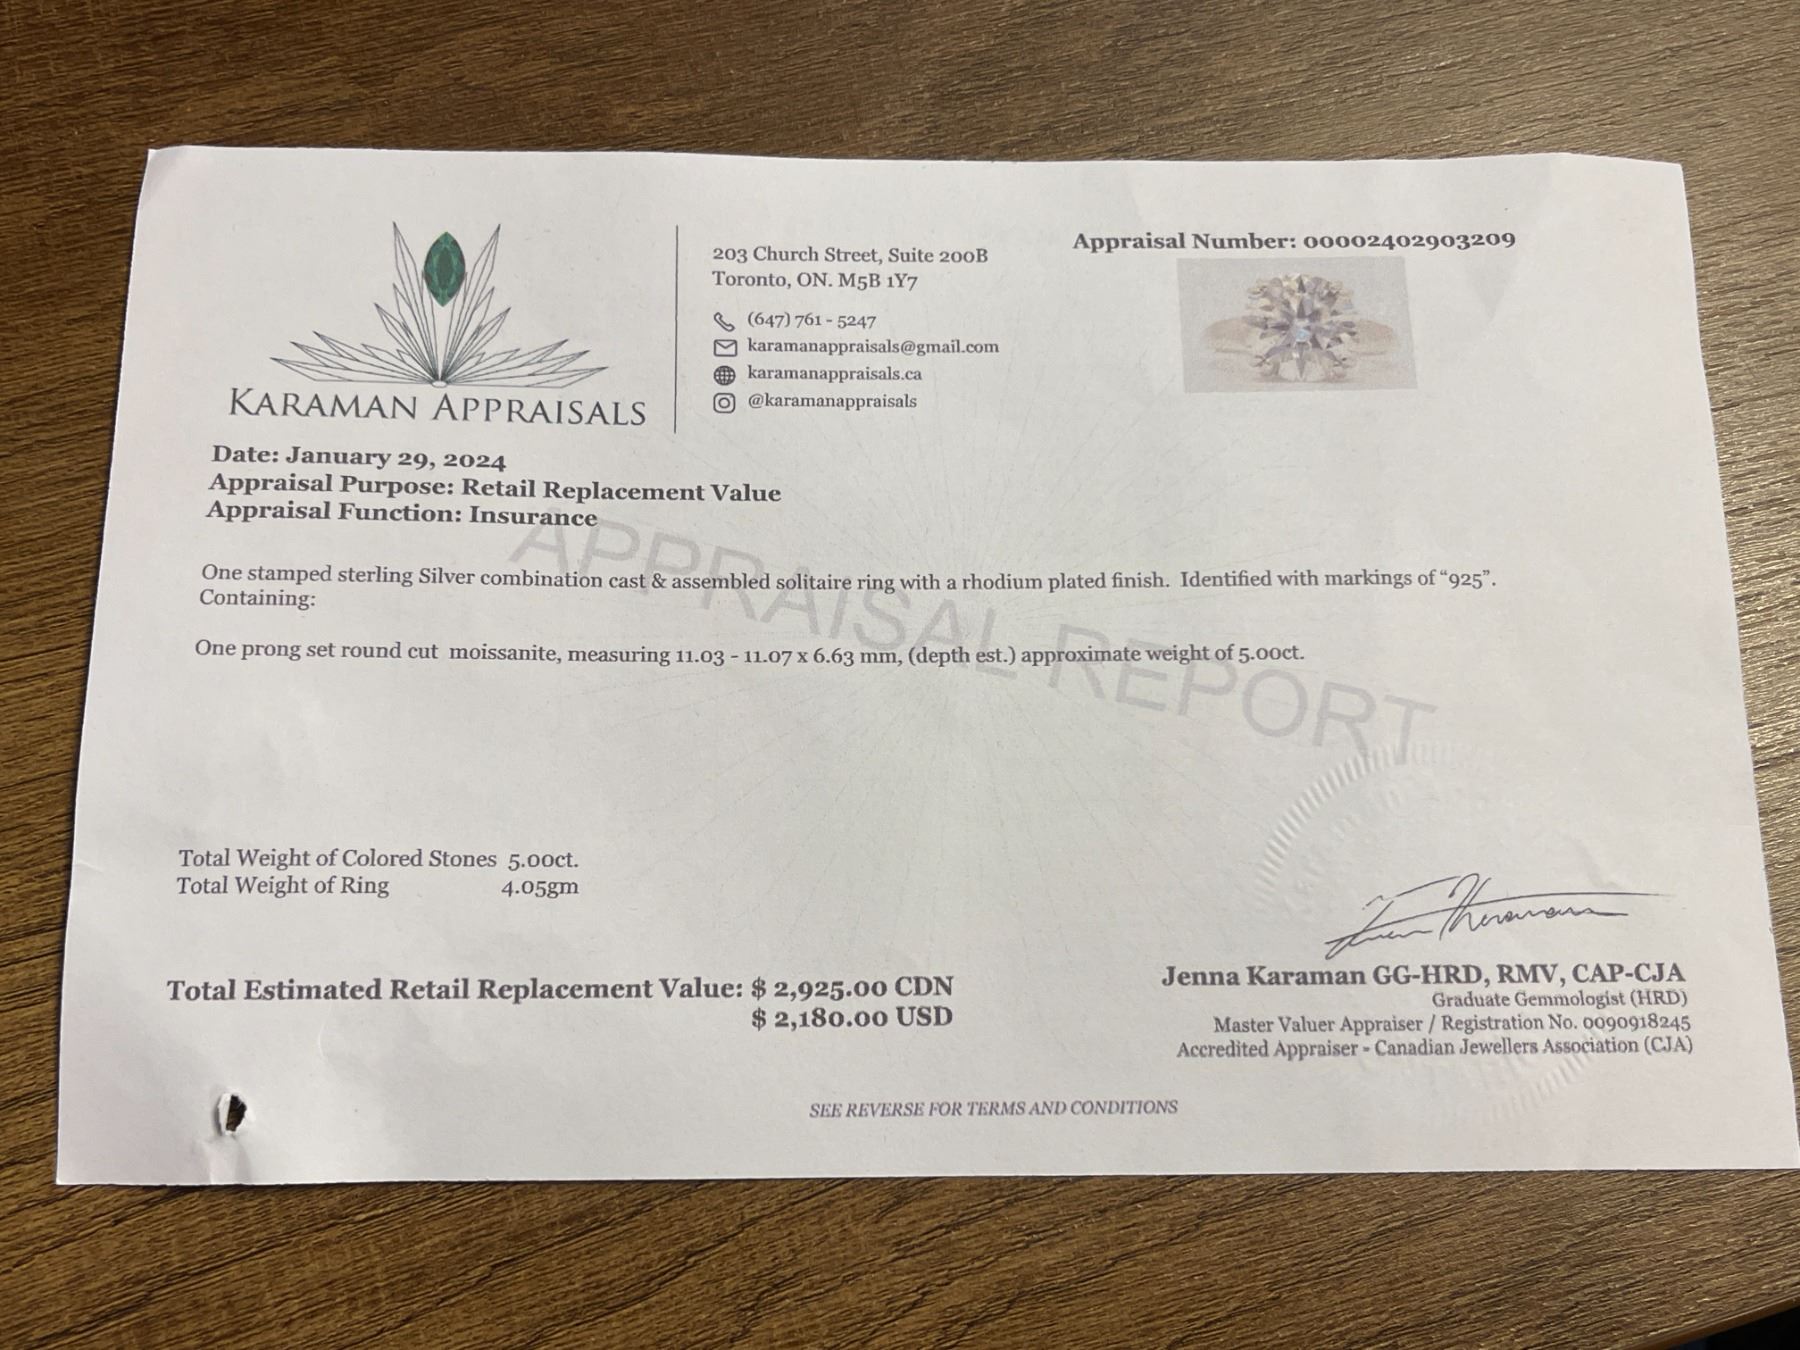 KARAMAN APPRAISALS
203 Church Street, Suite 200B
Toronto, ON. M5B 1Y7
(647) 761 - 5247
karamanappraisals@gmail.com
karamanappraisals.ca
@karamanappraisals
Appraisal Number: 00002402903209
Date: January 29, 2024
Appraisal Purpose: Retail Replacement Value
Appraisal Function: Insurance
APPRAISAL REPORT
One stamped sterling Silver combination cast & assembled solitaire ring with a rhodium plated finish. Identified with markings of “925”.
Containing:
One prong set round cut moissanite, measuring 11.03 - 11.07 x 6.63 mm, (depth est.) approximate weight of 5.00ct.
Total Weight of Colored Stones 5.00ct.
Total Weight of Ring 4.05gm
Total Estimated Retail Replacement Value: $ 2,925.00 CDN
$ 2,180.00 USD
Jenna Karaman GG-HRD, RMV, CAP-CJA
Graduate Gemmologist (HRD)
Master Valuer Appraiser / Registration No. 0090918245
Accredited Appraiser - Canadian Jewellers Association (CJA)
SEE REVERSE FOR TERMS AND CONDITIONS